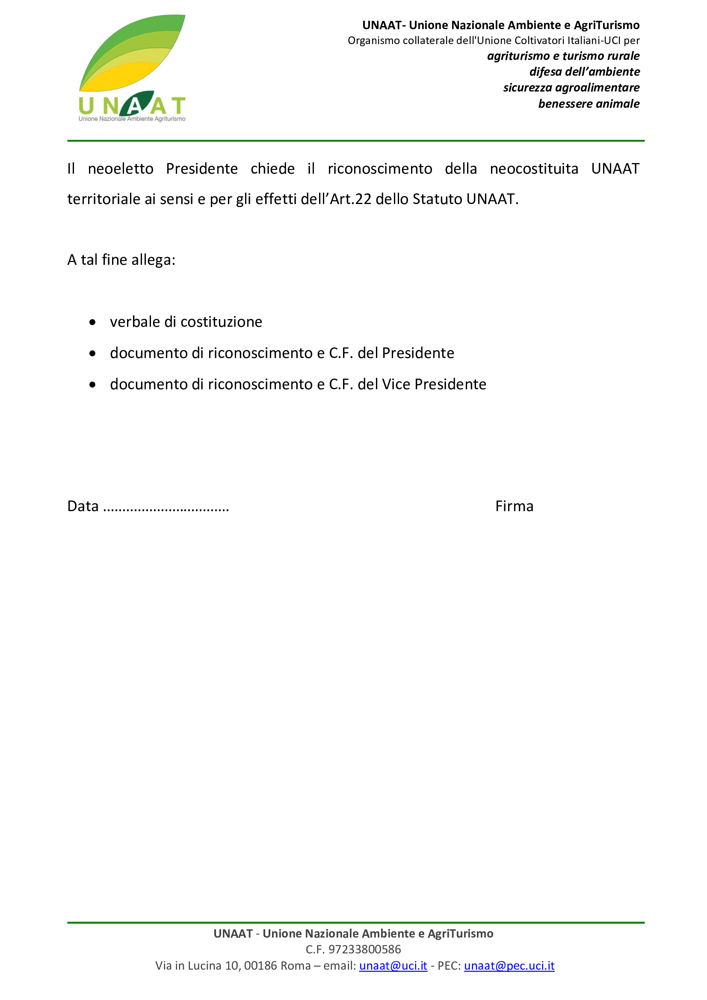 UNAAT
Unione Nazionale Ambiente Agriturismo
UNAAT- Unione Nazionale Ambiente e AgriTurismo
Organismo collaterale dell'Unione Coltivatori Italiani-UCI per
agriturismo e turismo rurale
difesa dell’ambiente
sicurezza agroalimentare
benessere animale
Il neoeletto Presidente chiede il riconoscimento della neocostituita UNAAT
territoriale ai sensi e per gli effetti dell’Art.22 dello Statuto UNAAT.
A tal fine allega:
• verbale di costituzione
• documento di riconoscimento e C.F. del Presidente
• documento di riconoscimento e C.F. del Vice Presidente
Data ................................ Firma
UNAAT - Unione Nazionale Ambiente e AgriTurismo
C.F. 97233800586
Via in Lucina 10, 00186 Roma – email: unaat@uci.it - PEC: unaat@pec.uci.it